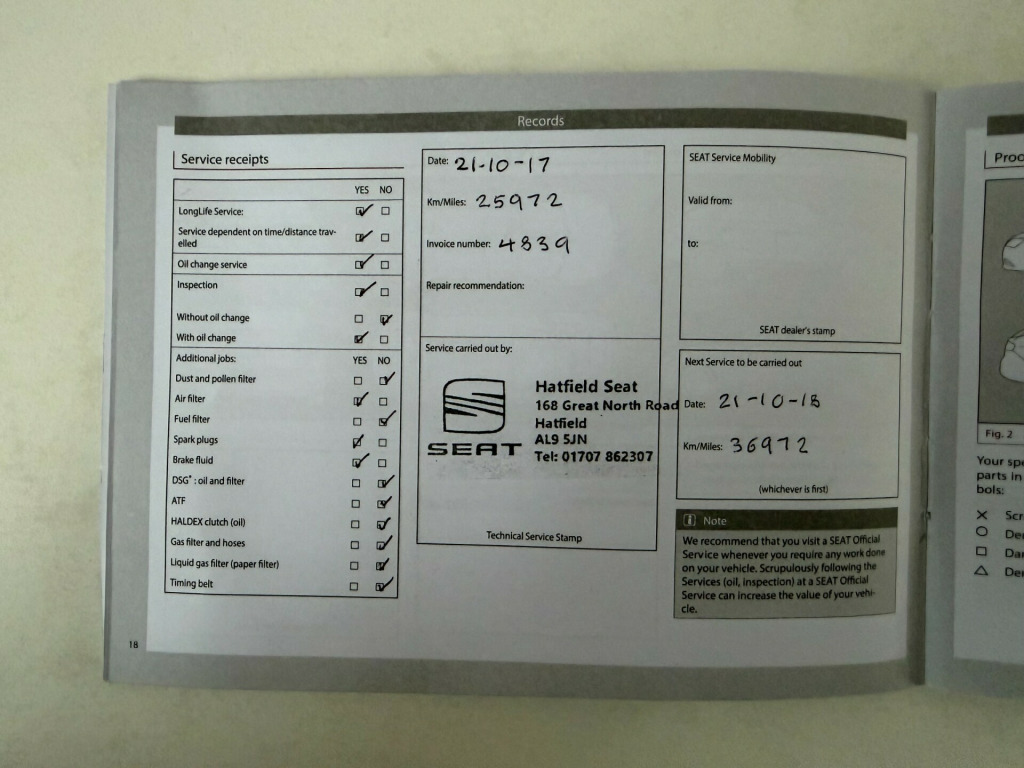 Records
Service receipts
YES NO
LongLife Service:
Service dependent on time/distance trav-
elled
Oil change service
Inspection
Without oil change
With oil change
Additional jobs: YES NO
Dust and pollen filter
Air filter
Fuel filter
Spark plugs
Brake fluid
DSG®: oil and filter
ATF
HALDEX clutch (oil)
Gas filter and hoses
Liquid gas filter (paper filter)
Timing belt
18
Date: 21-10-17
Km/Miles: 25972
Invoice number: 4839
Repair recommendation:
Service carried out by:
SEAT
Hatfield Seat
168 Great North Road
Hatfield
AL9 5JN
Tel: 01707 862307
Technical Service Stamp
SEAT Service Mobility
Valid from:
to:
SEAT dealer's stamp
Next Service to be carried out
Date: 21-10-18
Km/Miles: 36972
(whichever is first)
i Note
We recommend that you visit a SEAT Official
Service whenever you require any work done
on your vehicle. Scrupulously following the
Services (oil, inspection) at a SEAT Official
Service can increase the value of your vehi-
cle.
Fig. 2
parts in
bols: